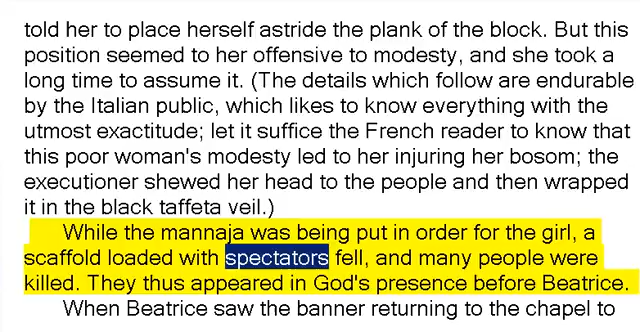 told her to place herself astride the plank of the block. But this
position seemed to her offensive to modesty, and she took a
long time to assume it. (The details which follow are endurable
by the Italian public, which likes to know everything with the
utmost exactitude; let it suffice the French reader to know that
this poor woman's modesty led to her injuring her bosom; the
executioner shewed her head to the people and then wrapped
it in the black taffeta veil.)
While the mannaja was being put in order for the girl, a
scaffold loaded with spectators fell, and many people were
killed. They thus appeared in God's presence before Beatrice.
When Beatrice saw the banner returning to the chapel to